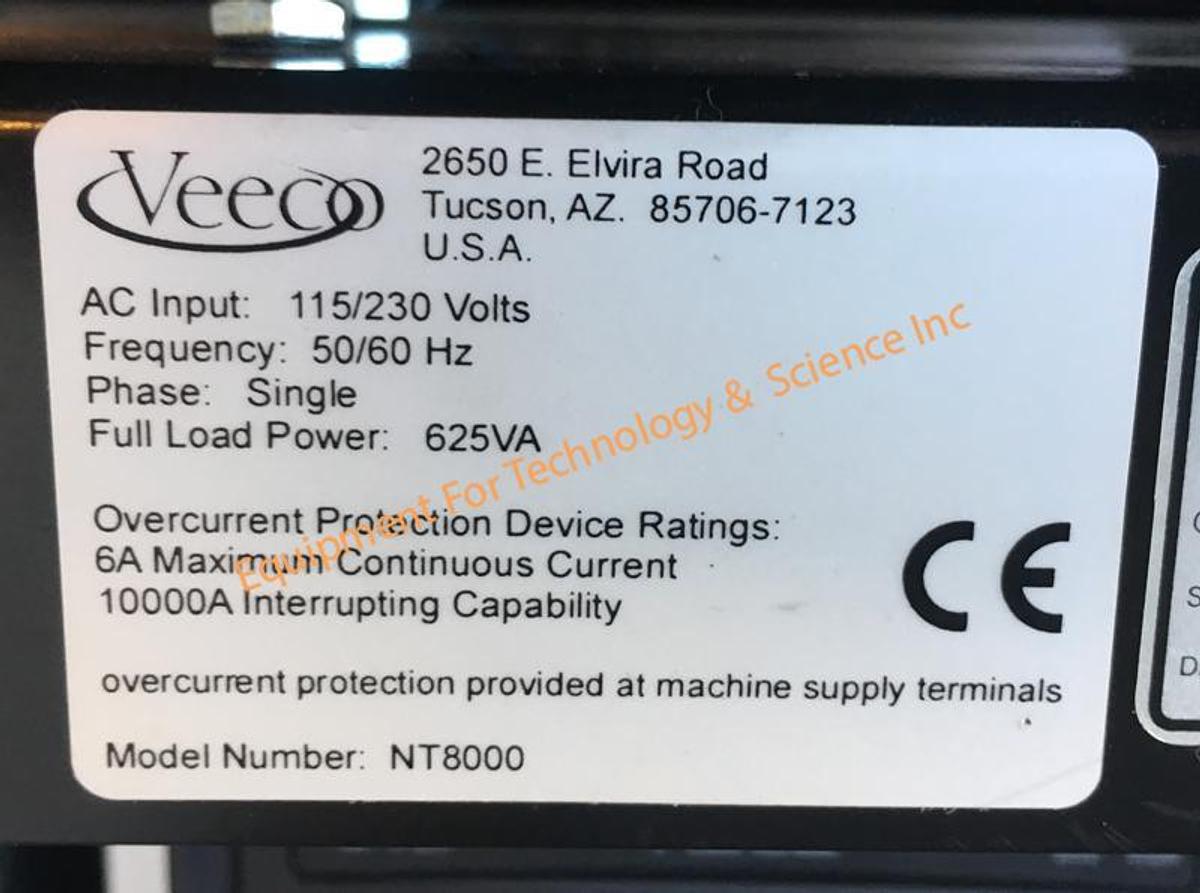 Veeco
2650 E. Elvira Road
Tucson, AZ. 85706-7123
U.S.A.
AC Input: 115/230 Volts
Frequency: 50/60 Hz
Phase: Single
Full Load Power: 625VA
Equipment For Technology & Science Inc
Overcurrent Protection Device Ratings:
6A Maximum Continuous Current
10000A Interrupting Capability
CE
overcurrent protection provided at machine supply terminals
Model Number: NT8000